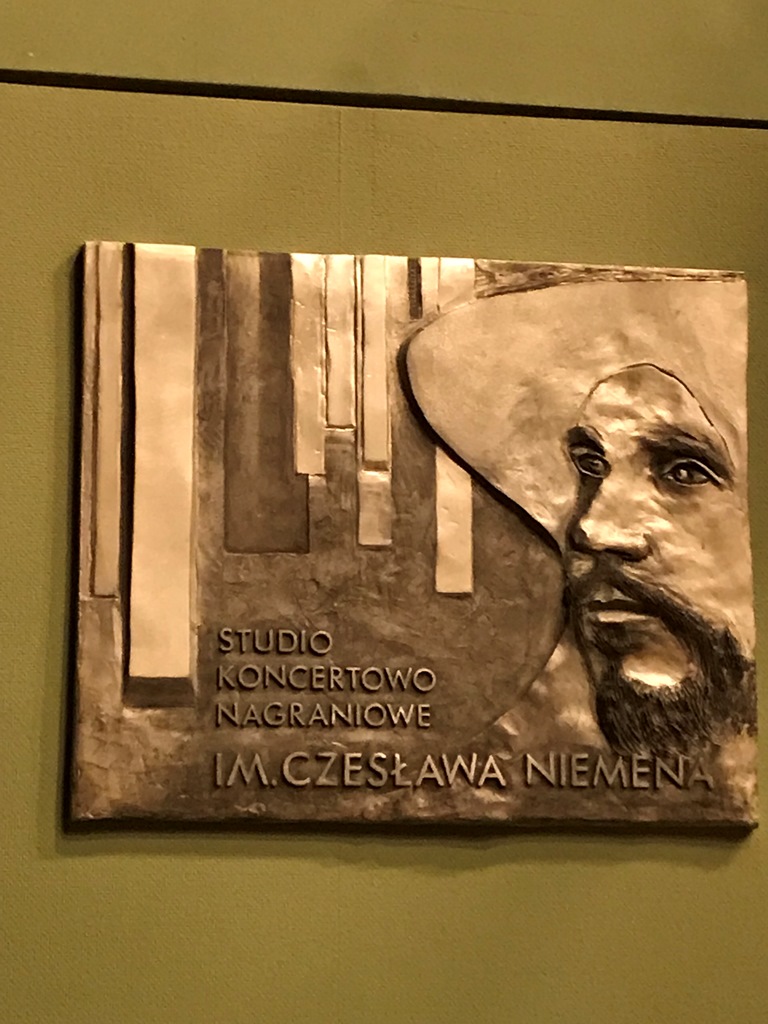 STUDIO
KONCERTOWO
NAGRANIOWE
IM. CZESŁAWA NIEMENA